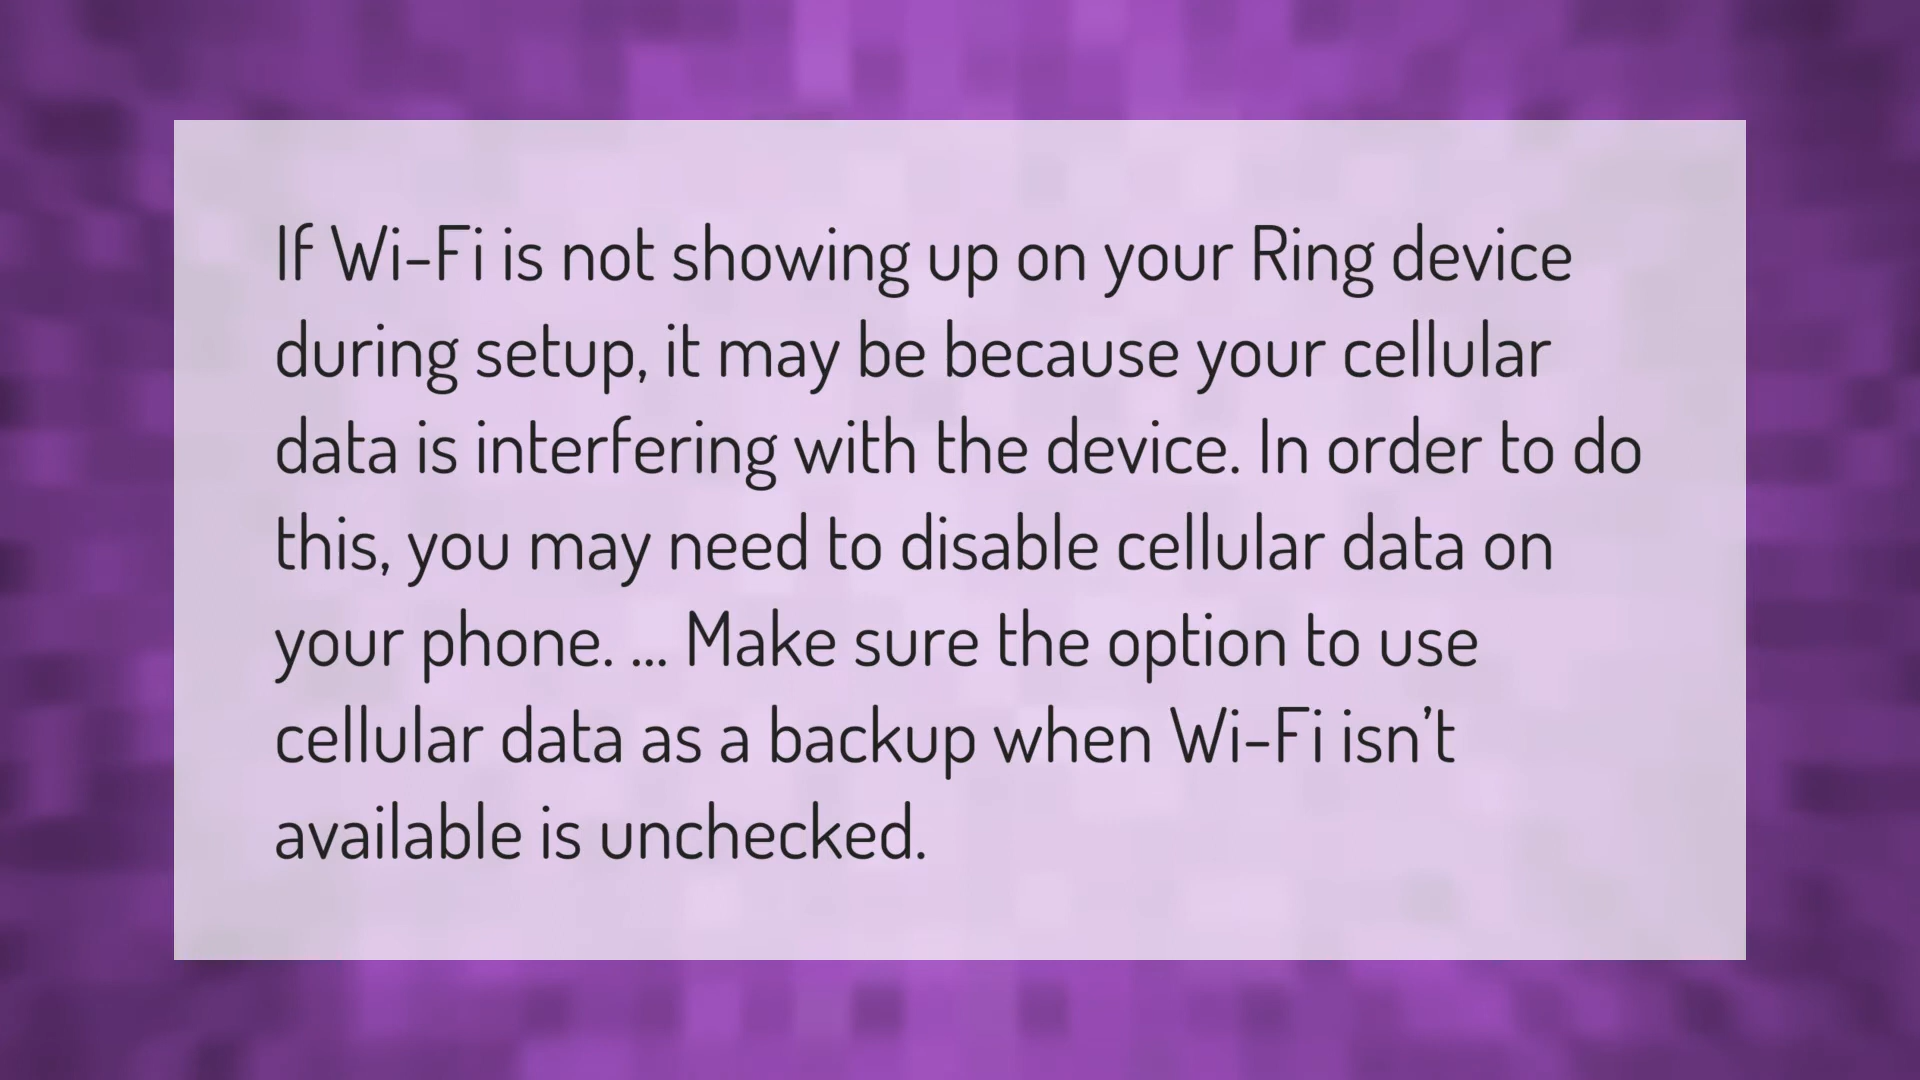 If Wi-Fi is not showing up on your Ring device
during setup, it may be because your cellular
data is interfering with the device. In order to do
this, you may need to disable cellular data on
your phone. ... Make sure the option to use
cellular data as a backup when Wi-Fi isn’t
available is unchecked.